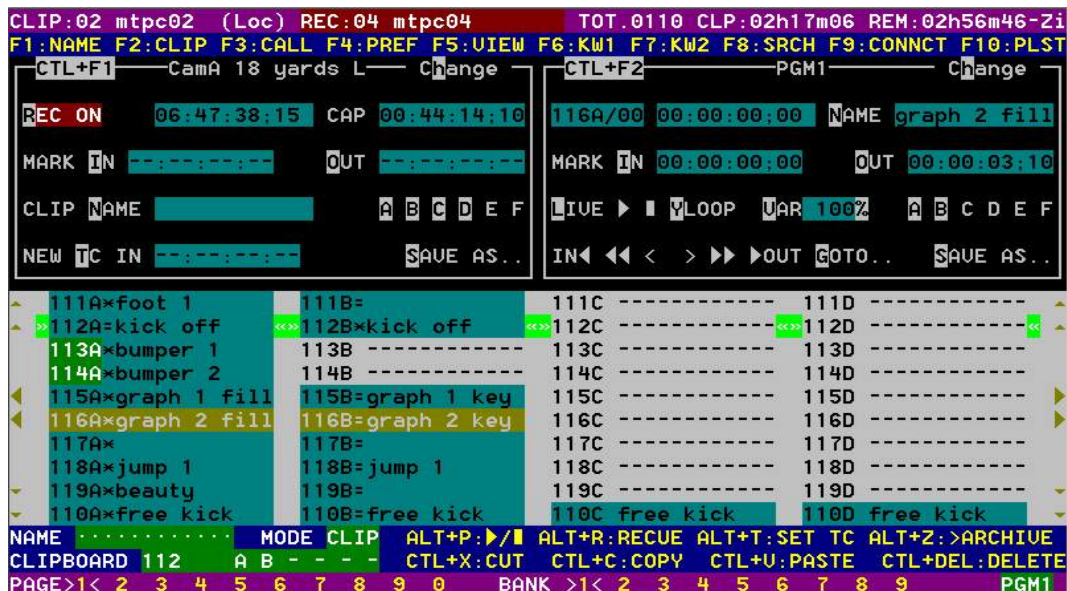 CLIP:02 mtpc02 (Loc) REC:04 mtpc04 TOT.0110 CLP:02h17m06 REM:02h56m46-Zi
F1:NAME F2:CLIP F3:CALL F4:PREF F5:VIEW F6:KW1 F7:KW2 F8:SRCH F9:CONNCT F10:PLST
CTL+F1 CamA 18 yards L Change CTL+F2 PGM1 Change
REC ON 06:47:38:15 CAP 00:44:14:10 116A/00 00:00:00:00 NAME graph 2 fill
MARK IN --:--:--:-- OUT --:--:--:-- MARK IN 00:00:00:00 OUT 00:00:03:10
CLIP NAME A B C D E F LIVE ▶ ▮ YLOOP VAR 100% A B C D E F
NEW TC IN --:--:--:-- SAVE AS.. IN◀ ◀◀ < > ▶▶ ▶OUT GOTO.. SAVE AS..
111A*foot 1 111B= 111C ------------ 111D ------------
»112A=kick off «»112B*kick off «»112C ------------«»112D ------------«
113A*bumper 1 113B ------------ 113C ------------ 113D ------------
114A*bumper 2 114B ------------ 114C ------------ 114D ------------
115A*graph 1 fill 115B=graph 1 key 115C ------------ 115D ------------
116A*graph 2 fill 116B=graph 2 key 116C ------------ 116D ------------
117A* 117B= 117C ------------ 117D ------------
118A*jump 1 118B=jump 1 118C ------------ 118D ------------
119A*beauty 119B= 119C ------------ 119D ------------
110A*free kick 110B=free kick 110C free kick 110D free kick
NAME ············ MODE CLIP ALT+P:▶/▮ ALT+R:RECUE ALT+T:SET TC ALT+Z:>ARCHIVE
CLIPBOARD 112 A B - - - - CTL+X:CUT CTL+C:COPY CTL+V:PASTE CTL+DEL:DELETE
PAGE>1< 2 3 4 5 6 7 8 9 0 BANK >1< 2 3 4 5 6 7 8 9 PGM1